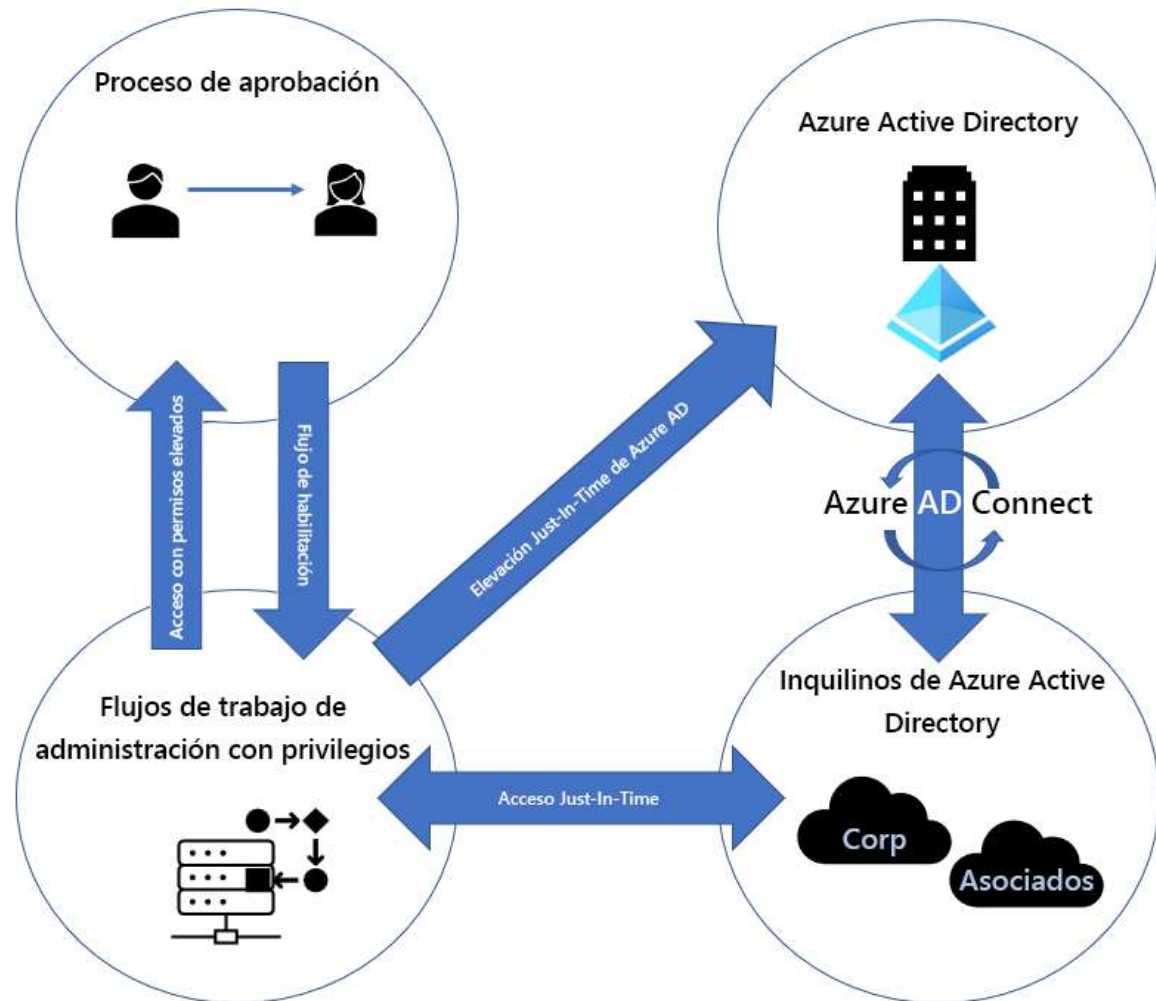 Proceso de aprobación
Azure Active Directory
Acceso con permisos elevados
Flujo de habilitación
Elevación Just-In-Time de Azure AD
Azure AD Connect
Flujos de trabajo de
administración con privilegios
Acceso Just-In-Time
Inquilinos de Azure Active
Directory
Corp
Asociados